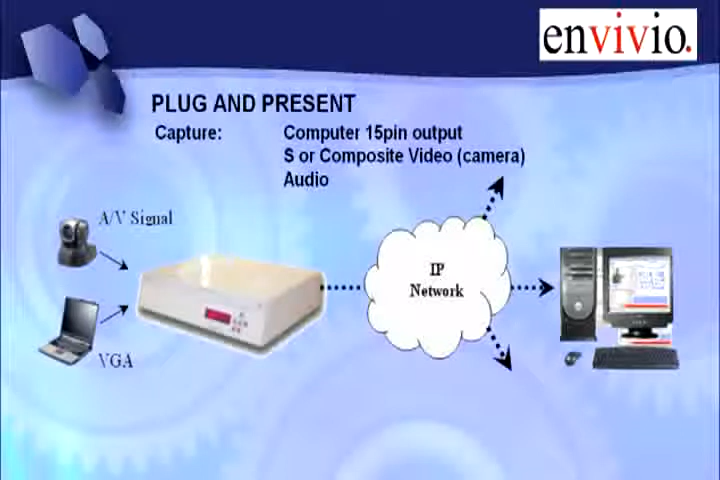 envivio.
PLUG AND PRESENT
Capture: Computer 15pin output
S or Composite Video (camera)
Audio
A/V Signal
IP
Network
VGA